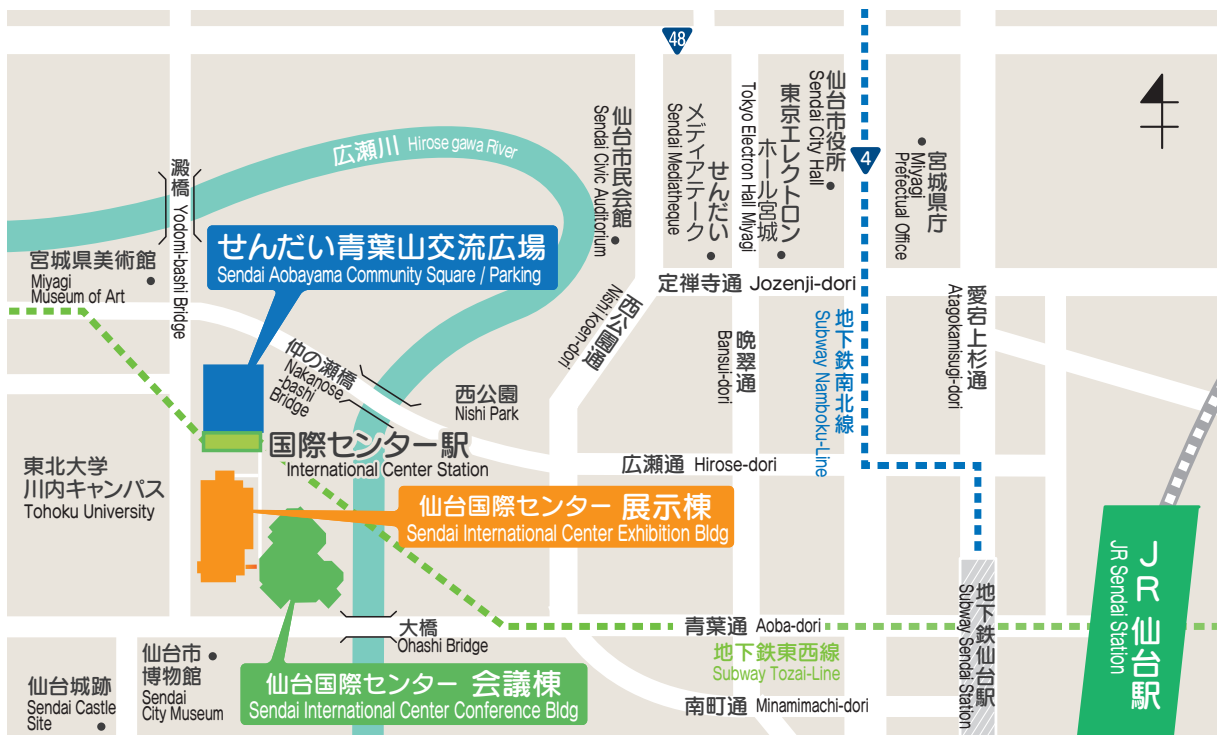 48
仙台市役所
Sendai City Hall
東京エレクトロン
ホール宮城
Tokyo Electron Hall Miyagi
せんだい
メディアテーク
Sendai Mediatheque
仙台市民会館
Sendai Civic Auditorium
4
宮城県庁
Miyagi
Prefectual Office
広瀬川 Hirose gawa River
澱橋 Yodomi-bashi Bridge
宮城県美術館
Miyagi
Museum of Art
せんだい青葉山交流広場
Sendai Aobayama Community Square / Parking
定禅寺通 Jozenji-dori
西公園通
Nishi koen-dori
晩翠通
Bansui-dori
地下鉄南北線
Subway Namboku-Line
愛宕上杉通
Atagokamisugi-dori
仲の瀬橋
Nakanose
-bashi
Bridge
西公園
Nishi Park
国際センター駅
International Center Station
広瀬通 Hirose-dori
東北大学
川内キャンパス
Tohoku University
仙台国際センター 展示棟
Sendai International Center Exhibition Bldg
JR 仙台駅
JR Sendai Station
地下鉄仙台駅
Subway Sendai Station
大橋
Ohashi Bridge
青葉通 Aoba-dori
地下鉄東西線
Subway Tozai-Line
仙台市
博物館
Sendai
City Museum
仙台国際センター 会議棟
Sendai International Center Conference Bldg
仙台城跡
Sendai Castle
Site
南町通 Minamimachi-dori